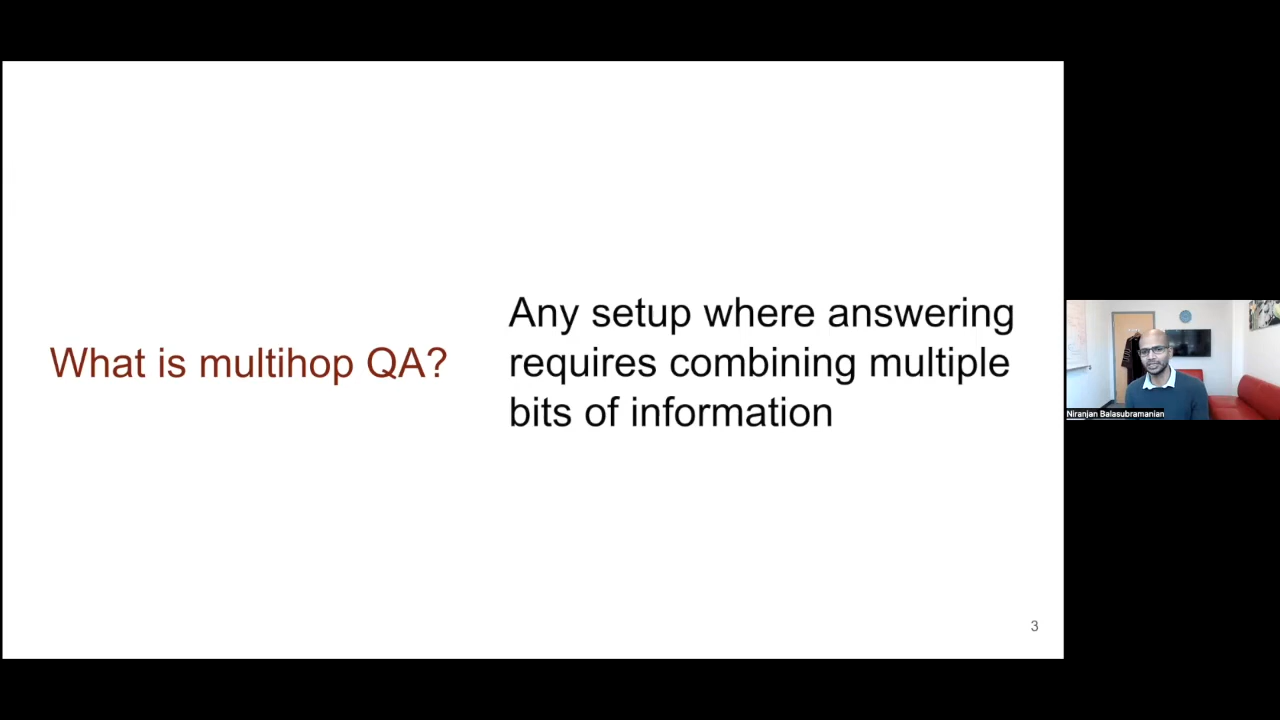 What is multihop QA?
Any setup where answering
requires combining multiple
bits of information
3
Niranjan Balasubramanian